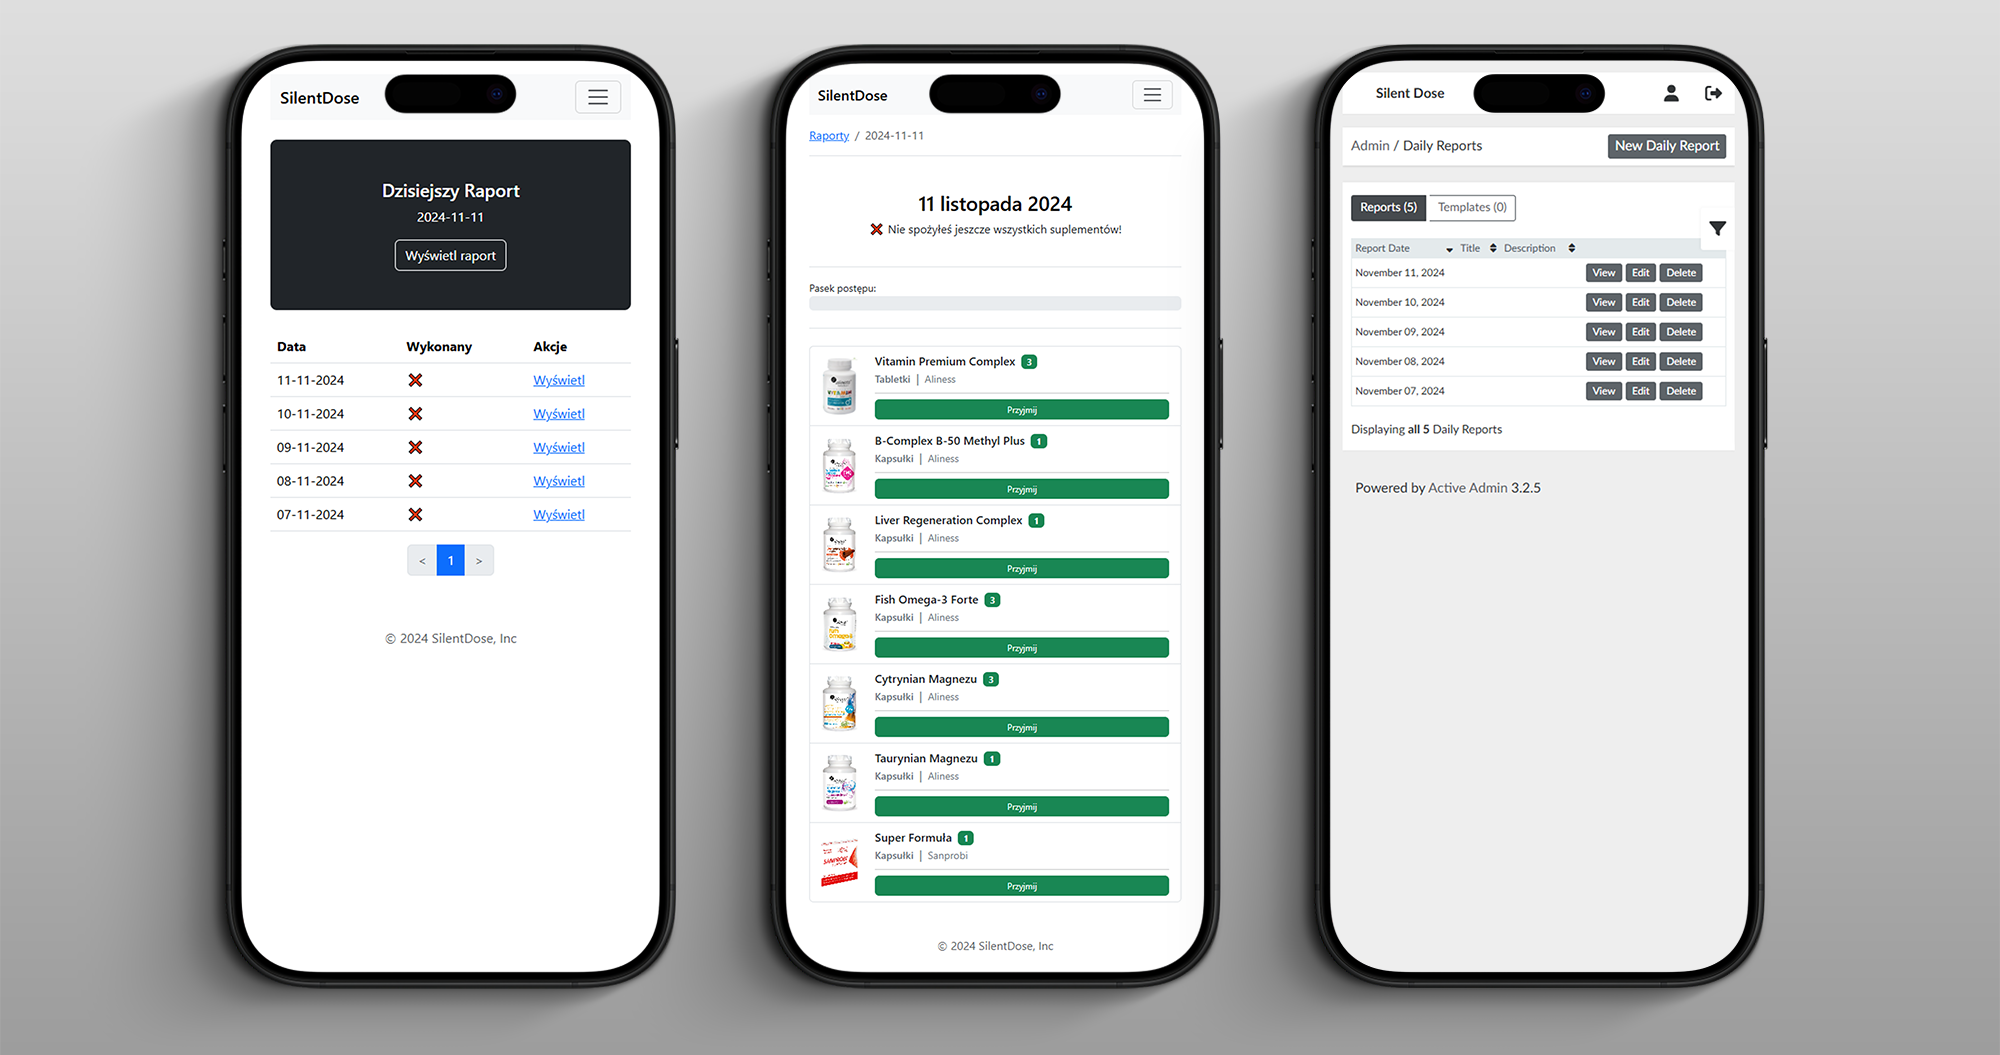 SilentDose
Dzisiejszy Raport
2024-11-11
Wyświetl raport
Data Wykonany Akcje
11-11-2024 Wyświetl
10-11-2024 Wyświetl
09-11-2024 Wyświetl
08-11-2024 Wyświetl
07-11-2024 Wyświetl
< 1 >
© 2024 SilentDose, Inc
SilentDose
Raporty / 2024-11-11
11 listopada 2024
Nie spożyłeś jeszcze wszystkich suplementów!
Pasek postępu:
Vitamin Premium Complex 3
Tabletki | Aliness
Przyjmij
B-Complex B-50 Methyl Plus 1
Kapsułki | Aliness
Przyjmij
Liver Regeneration Complex 1
Kapsułki | Aliness
Przyjmij
Fish Omega-3 Forte 3
Kapsułki | Aliness
Przyjmij
Cytrynian Magnezu 3
Kapsułki | Aliness
Przyjmij
Taurynian Magnezu 1
Kapsułki | Aliness
Przyjmij
SANPROBI
Super Formuła 1
Kapsułki | Sanprobi
Przyjmij
© 2024 SilentDose, Inc
Silent Dose
Admin / Daily Reports New Daily Report
Reports (5) Templates (0)
Report Date Title Description
November 11, 2024 View Edit Delete
November 10, 2024 View Edit Delete
November 09, 2024 View Edit Delete
November 08, 2024 View Edit Delete
November 07, 2024 View Edit Delete
Displaying all 5 Daily Reports
Powered by Active Admin 3.2.5